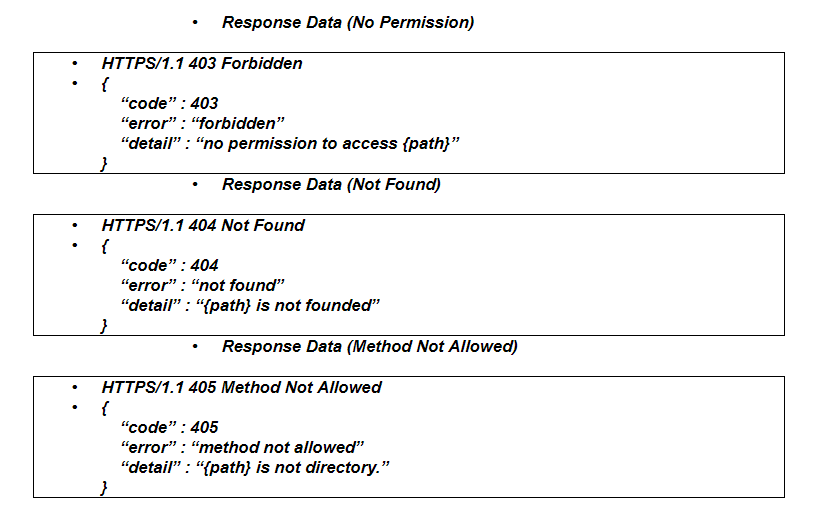 • Response Data (No Permission)
• HTTPS/1.1 403 Forbidden
• {
“code” : 403
“error” : “forbidden”
“detail” : “no permission to access {path}”
}
• Response Data (Not Found)
• HTTPS/1.1 404 Not Found
• {
“code” : 404
“error” : “not found”
“detail” : “{path} is not founded”
}
• Response Data (Method Not Allowed)
• HTTPS/1.1 405 Method Not Allowed
• {
“code” : 405
“error” : “method not allowed”
“detail” : “{path} is not directory.”
}